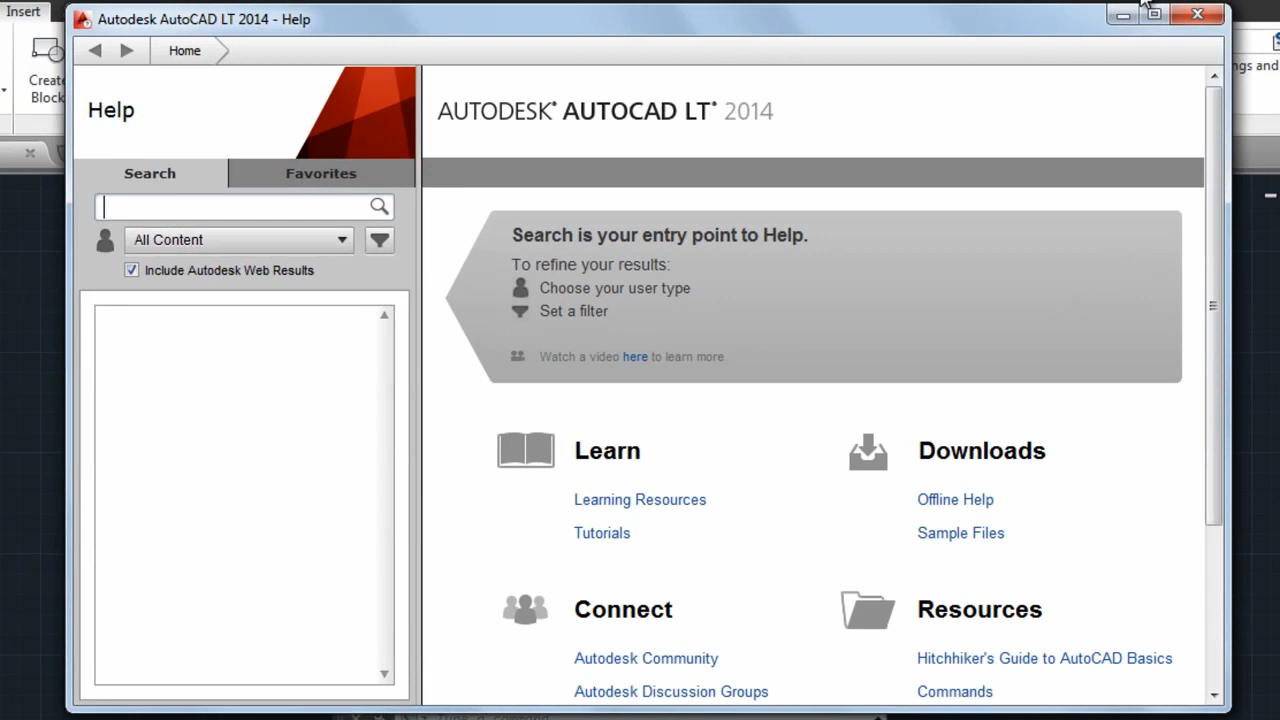 Insert
Autodesk AutoCAD LT 2014 - Help
Home
Create
Block
Help
AUTODESK® AUTOCAD LT® 2014
Search
Favorites
All Content
Include Autodesk Web Results
Search is your entry point to Help.
To refine your results:
Choose your user type
Set a filter
Watch a video here to learn more
Learn
Learning Resources
Tutorials
Downloads
Offline Help
Sample Files
Connect
Autodesk Community
Autodesk Discussion Groups
Resources
Hitchhiker's Guide to AutoCAD Basics
Commands